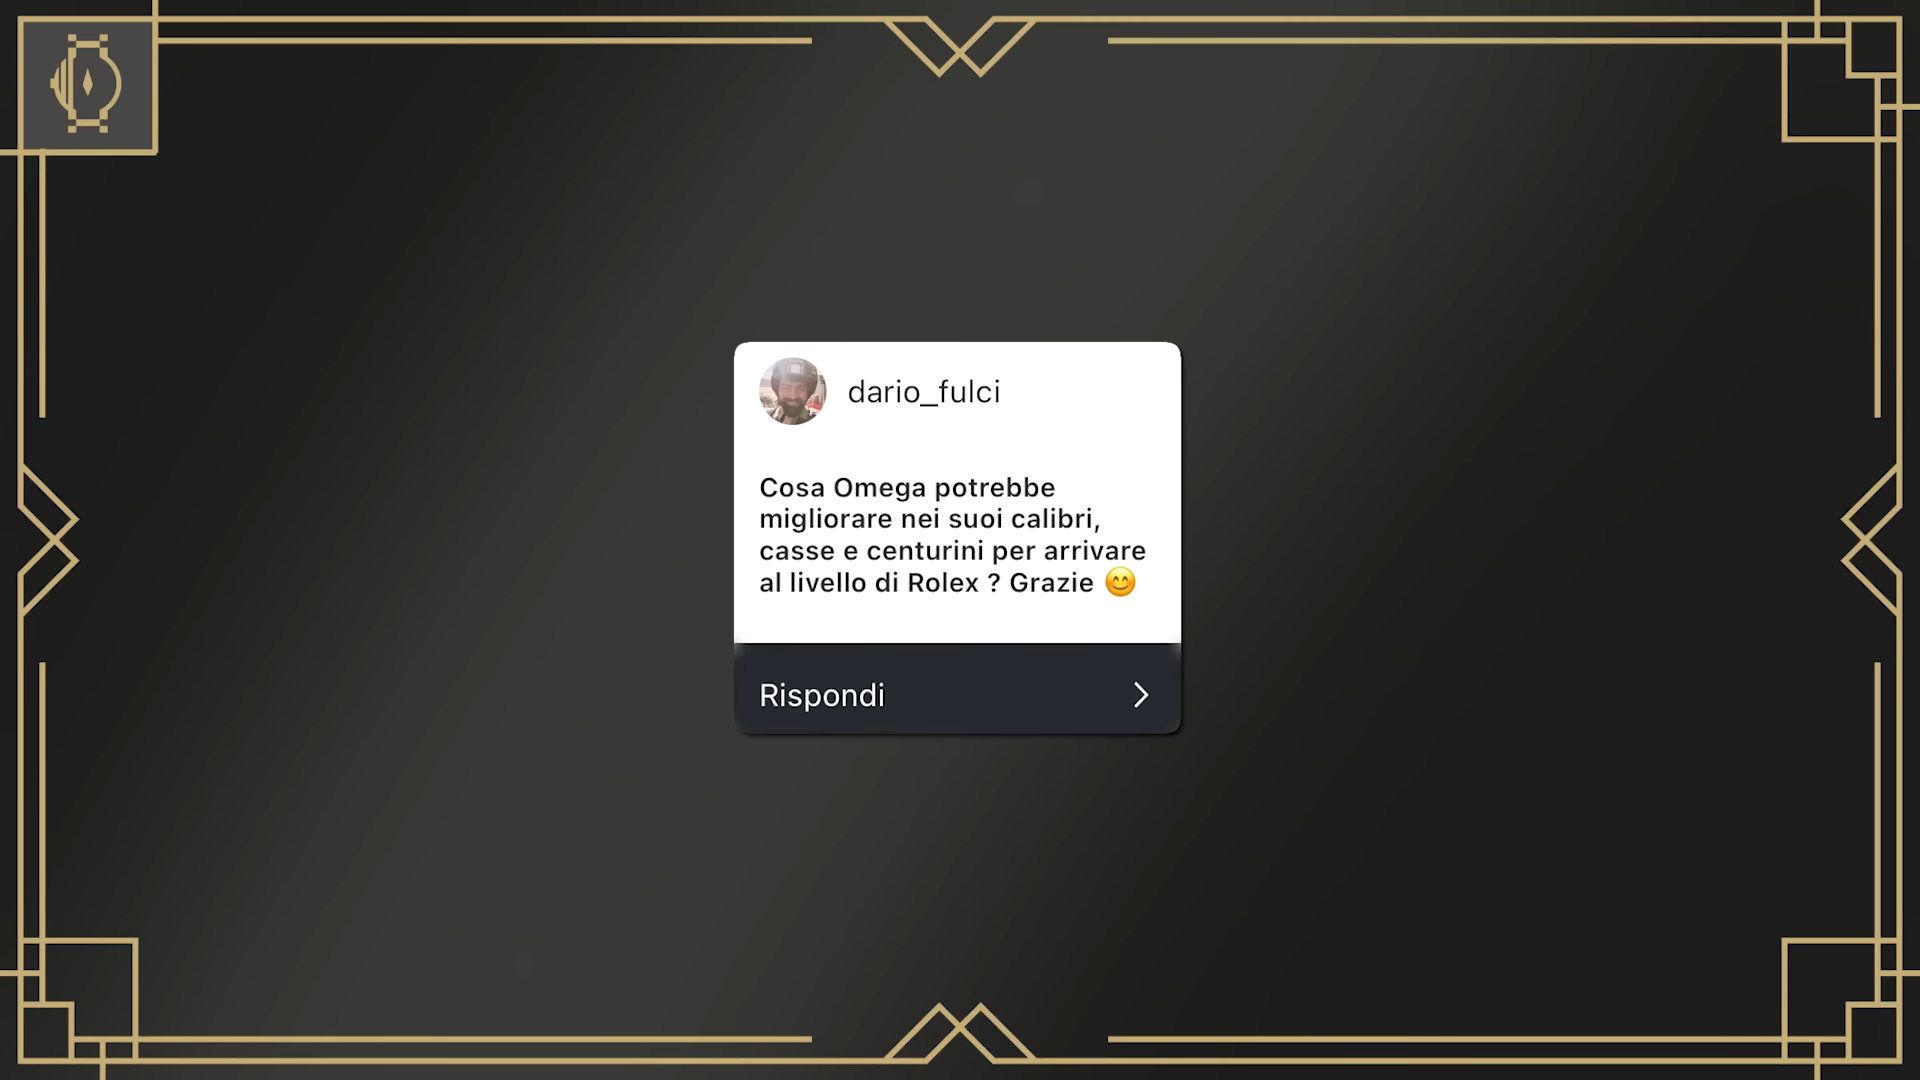 dario_fulci
Cosa Omega potrebbe
migliorare nei suoi calibri,
casse e centurini per arrivare
al livello di Rolex ? Grazie 😊
Rispondi